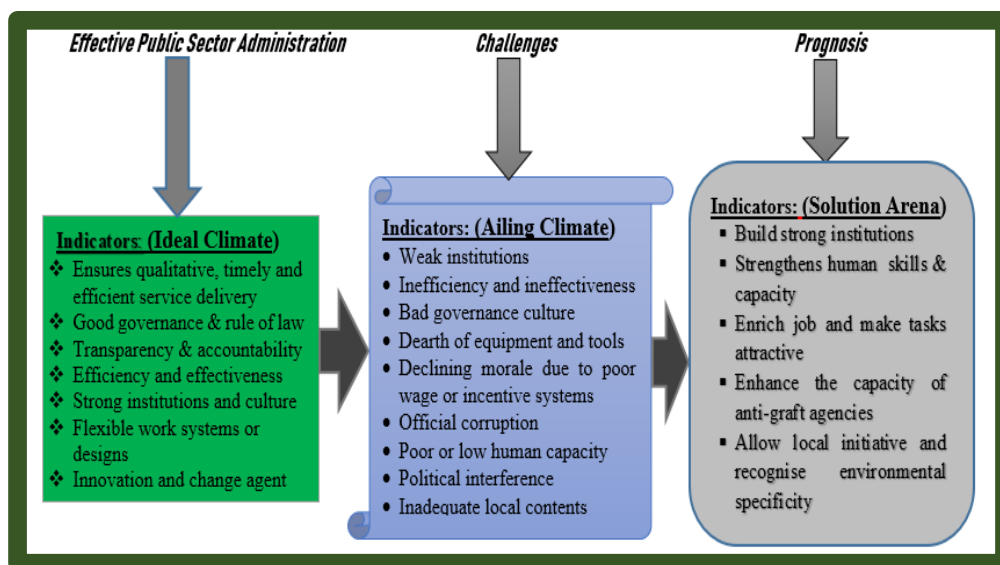 Effective Public Sector Administration
Challenges
Prognosis
Indicators: (Ideal Climate)
❖ Ensures qualitative, timely and
efficient service delivery
❖ Good governance & rule of law
❖ Transparency & accountability
❖ Efficiency and effectiveness
❖ Strong institutions and culture
❖ Flexible work systems or
designs
❖ Innovation and change agent
Indicators: (Ailing Climate)
• Weak institutions
• Inefficiency and ineffectiveness
• Bad governance culture
• Dearth of equipment and tools
• Declining morale due to poor
wage or incentive systems
• Official corruption
• Poor or low human capacity
• Political interference
• Inadequate local contents
Indicators: (Solution Arena)
▪ Build strong institutions
▪ Strengthens human skills &
capacity
▪ Enrich job and make tasks
attractive
▪ Enhance the capacity of
anti-graft agencies
▪ Allow local initiative and
recognise environmental
specificity